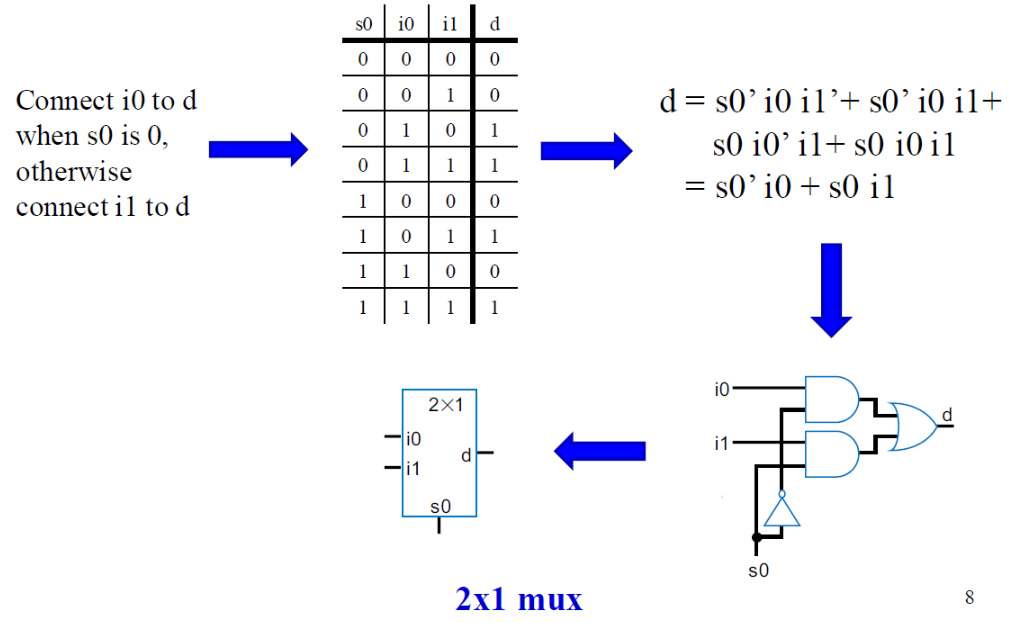 Connect i0 to d
when s0 is 0,
otherwise
connect i1 to d
s0 i0 i1 d
0 0 0 0
0 0 1 0
0 1 0 1
0 1 1 1
1 0 0 0
1 0 1 1
1 1 0 0
1 1 1 1
d = s0’ i0 i1’+ s0’ i0 i1+
s0 i0’ i1+ s0 i0 i1
= s0’ i0 + s0 i1
i0
d
i1
s0
2×1
i0
d
i1
s0
2x1 mux
8